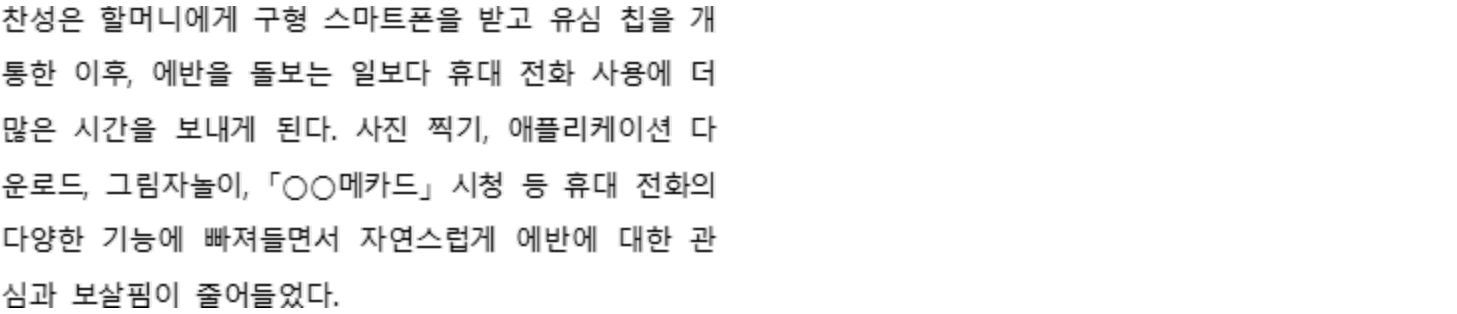 찬성은 할머니에게 구형 스마트폰을 받고 유심 칩을 개
통한 이후, 에반을 돌보는 일보다 휴대 전화 사용에 더
많은 시간을 보내게 된다. 사진 찍기, 애플리케이션 다
운로드, 그림자놀이, 「○○메카드」 시청 등 휴대 전화의
다양한 기능에 빠져들면서 자연스럽게 에반에 대한 관
심과 보살핌이 줄어들었다.